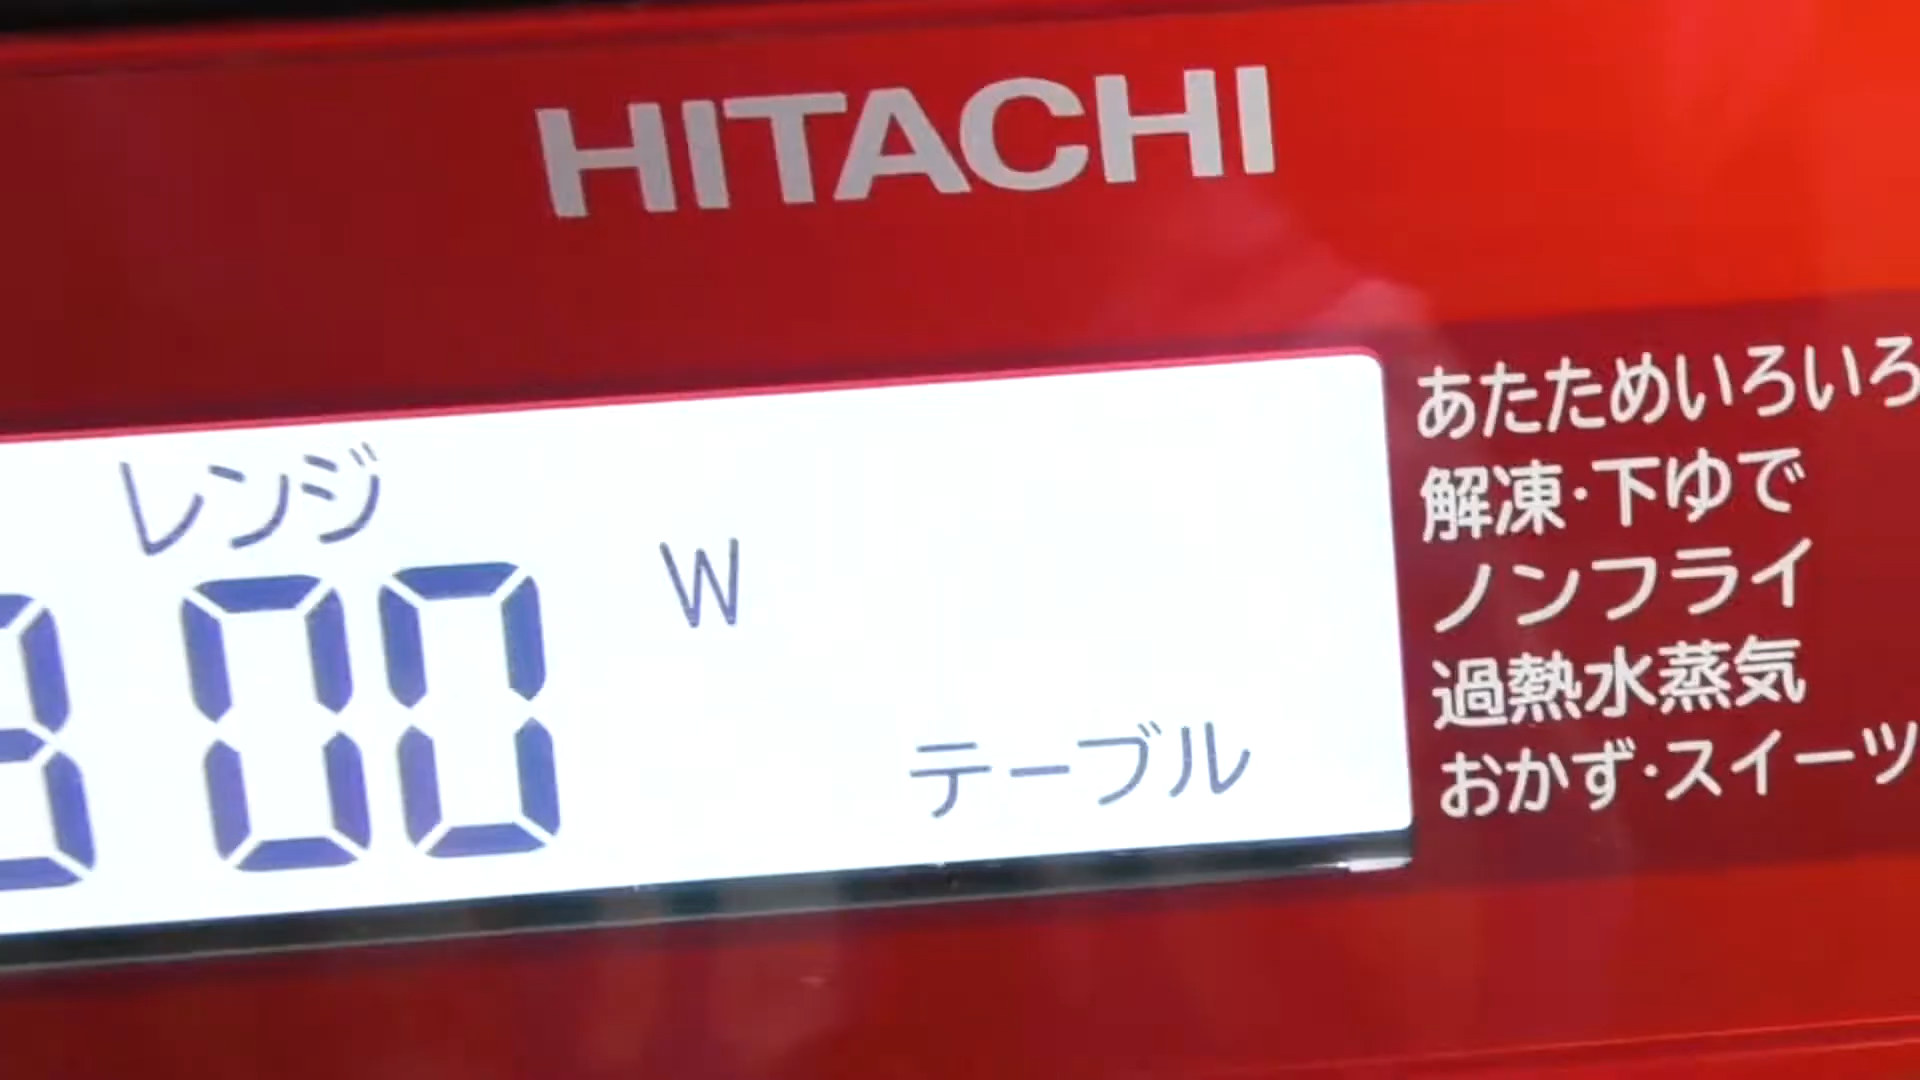 HITACHI
レンジ
00 W
テーブル
あたためいろいろ
解凍·下ゆで
ノンフライ
過熱水蒸気
おかず·スイーツ